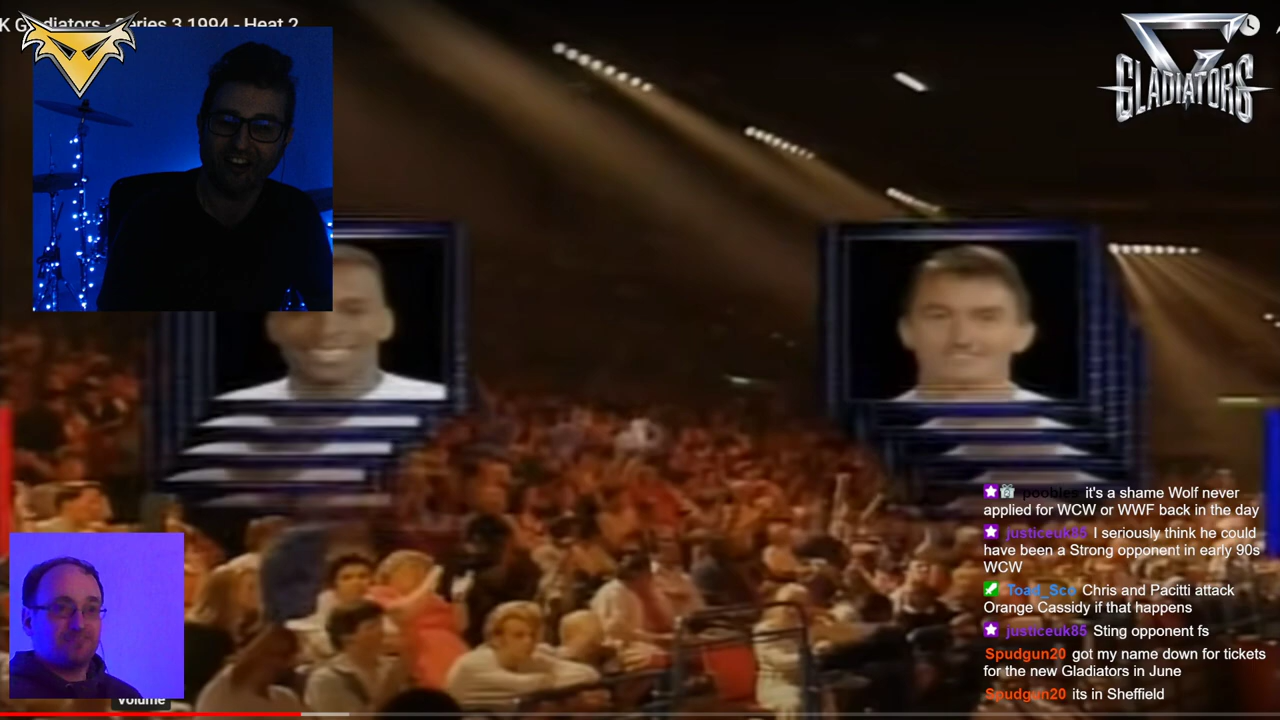 K Gladiators - Series 3 1994 - Heat 2
GLADIATORS
poobles it's a shame Wolf never
applied for WCW or WWF back in the day
justiceuk85 I seriously think he could
have been a Strong opponent in early 90s
WCW
Toad_Sco Chris and Pacitti attack
Orange Cassidy if that happens
justiceuk85 Sting opponent fs
Spudgun20 got my name down for tickets
for the new Gladiators in June
Spudgun20 its in Sheffield
Volume